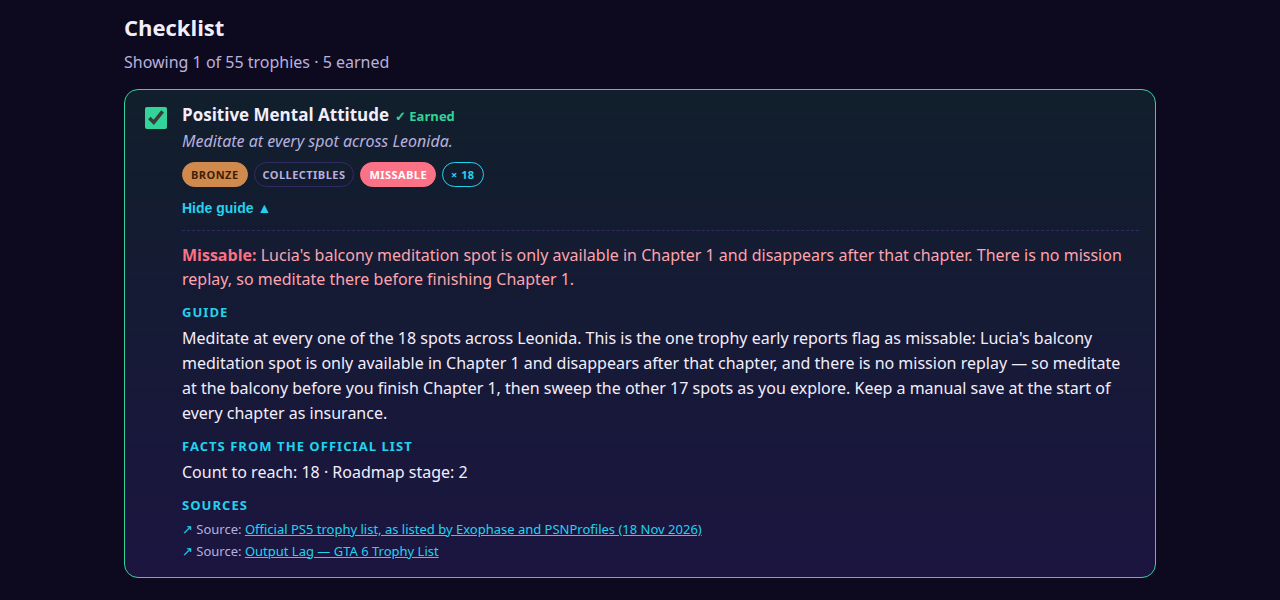 Checklist
Showing 1 of 55 trophies · 5 earned
Positive Mental Attitude ✓ Earned
Meditate at every spot across Leonida.
BRONZE COLLECTIBLES MISSABLE × 18
Hide guide ▲
Missable: Lucia's balcony meditation spot is only available in Chapter 1 and disappears after that chapter. There is no mission
replay, so meditate there before finishing Chapter 1.
GUIDE
Meditate at every one of the 18 spots across Leonida. This is the one trophy early reports flag as missable: Lucia's balcony
meditation spot is only available in Chapter 1 and disappears after that chapter, and there is no mission replay — so meditate
at the balcony before you finish Chapter 1, then sweep the other 17 spots as you explore. Keep a manual save at the start of
every chapter as insurance.
FACTS FROM THE OFFICIAL LIST
Count to reach: 18 · Roadmap stage: 2
SOURCES
↗ Source: Official PS5 trophy list, as listed by Exophase and PSNProfiles (18 Nov 2026)
↗ Source: Output Lag — GTA 6 Trophy List